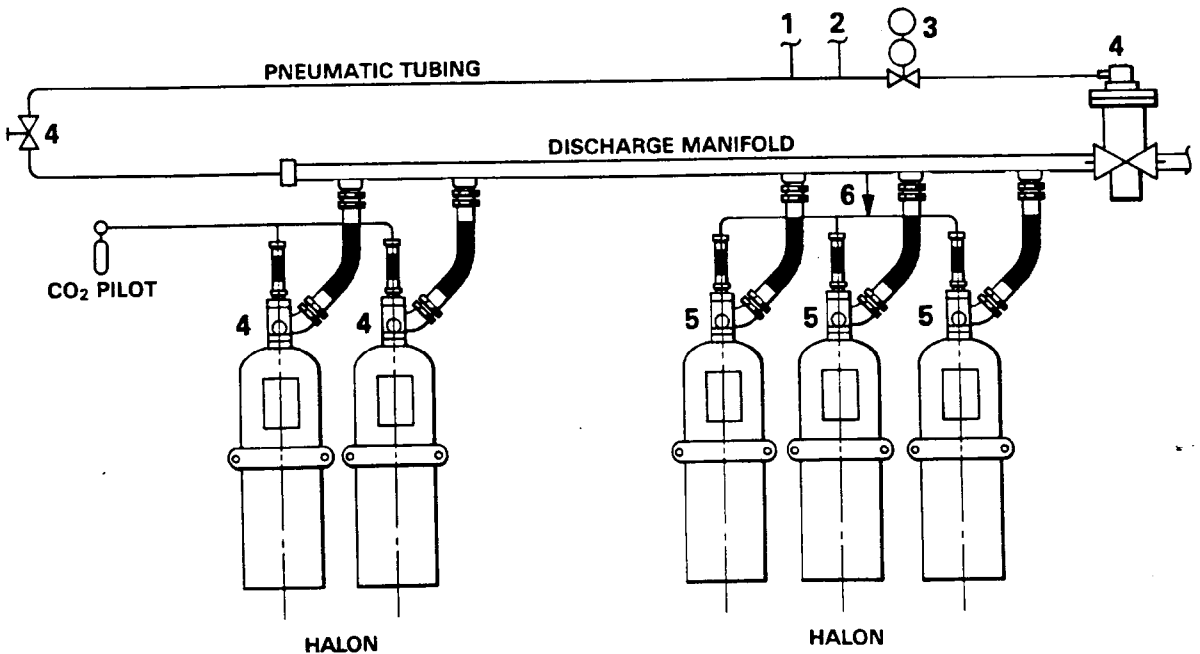 1 2 3
4
PNEUMATIC TUBING
4
DISCHARGE MANIFOLD
6
CO₂ PILOT
4 4 5 5 5
HALON HALON